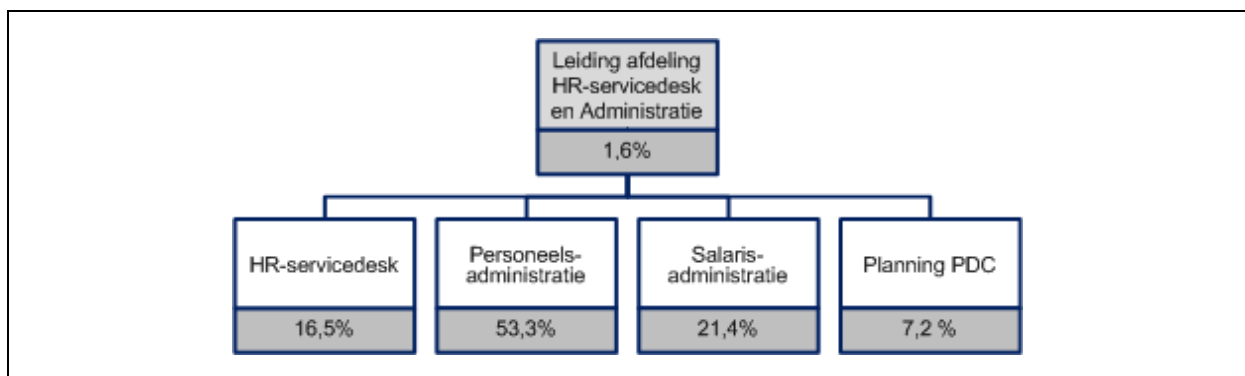 Leiding afdeling
HR-servicedesk
en Administratie
1,6%
HR-servicedesk
16,5%
Personeels-
administratie
53,3%
Salaris-
administratie
21,4%
Planning PDC
7,2 %